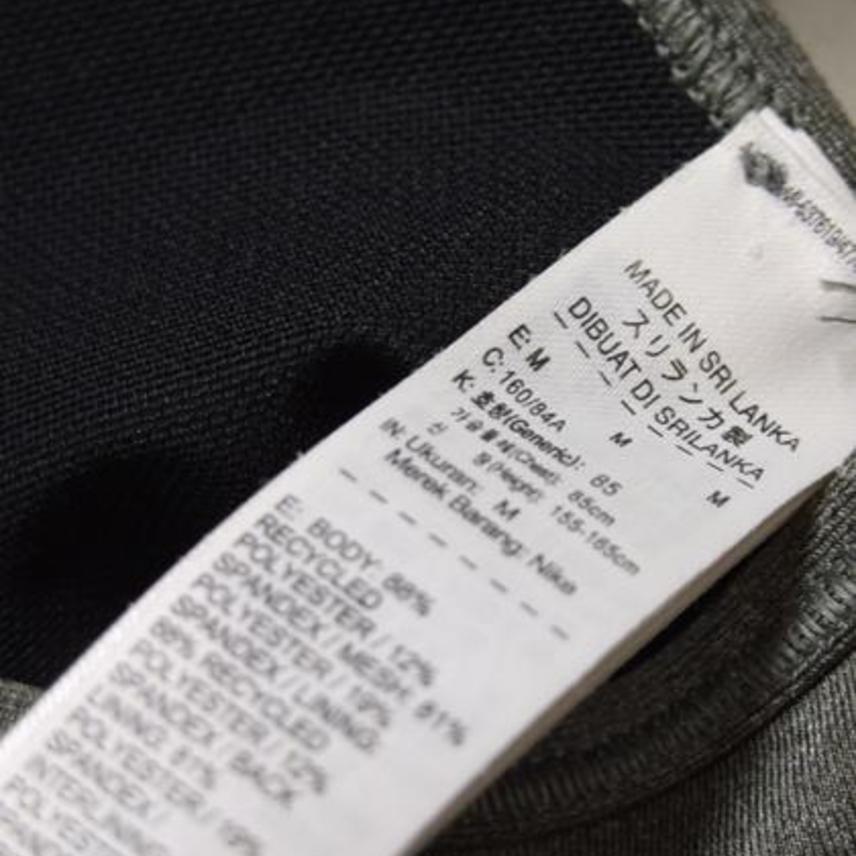 MADE IN SRI LANKA
スリランカ製
DIBUAT DI SRILANKA
E: M M M
C: 160/84A
K: 호칭(Generic): 85
가슴둘레(Chest): 85cm
신 장(Height): 155-165cm
IN: Ukuran: M
Merek Barang: Nike
E: BODY: 88%
RECYCLED
POLYESTER / 12%
SPANDEX / MESH: 81%
POLYESTER / 19%
SPANDEX / LINING:
88% RECYCLED
POLYESTER / 12%
SPANDEX / BACK
LINING: 81%
POLYESTER / 19%
SPANDEX /
INTERLINING